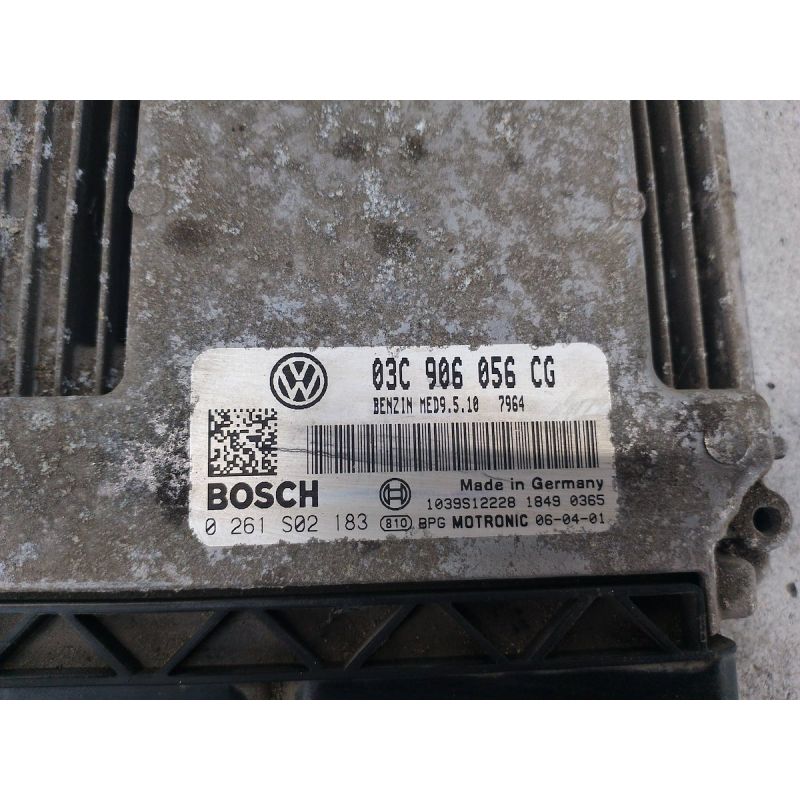 03C 906 056 CG
BENZIN MED9.5.10 7964
BOSCH
Made in Germany
1039S12228 1849 0365
0 261 S02 183 810 BPG MOTRONIC 06-04-01